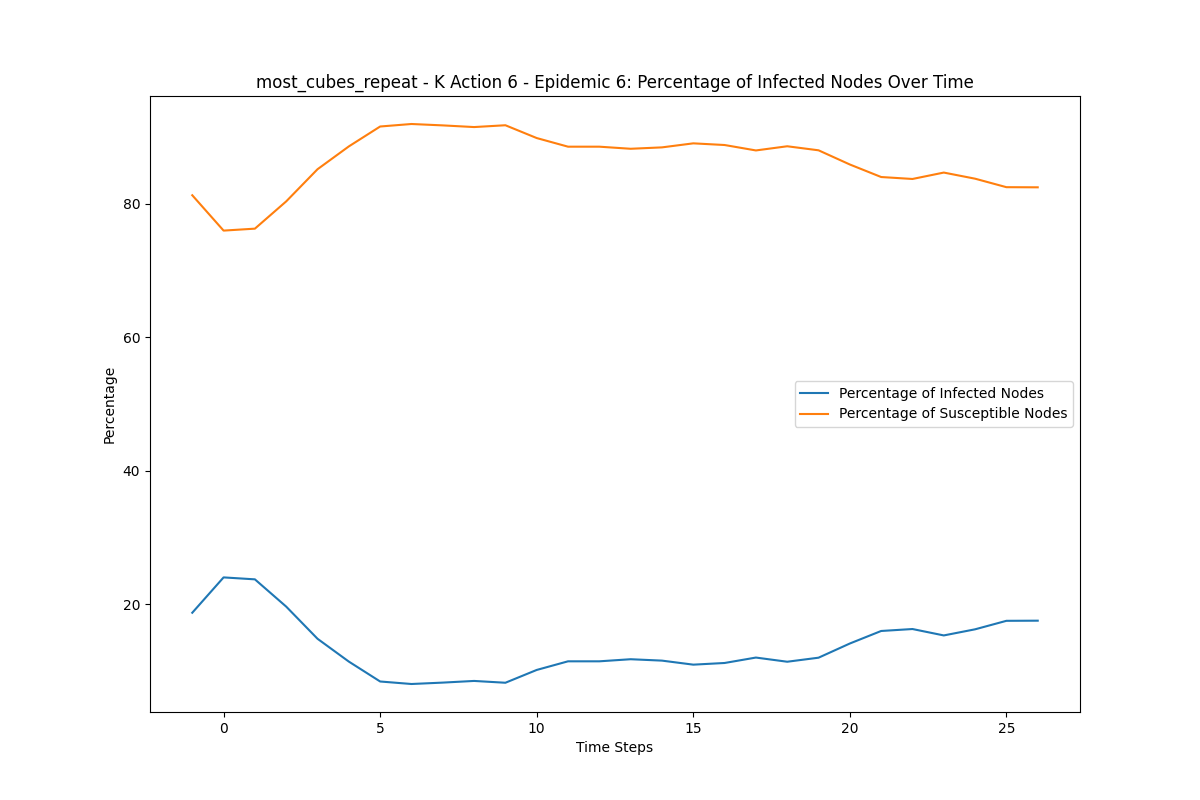 most_cubes_repeat - K Action 6 - Epidemic 6: Percentage of Infected Nodes Over Time
80
60
40
20
Percentage
Percentage of Infected Nodes
Percentage of Susceptible Nodes
0 5 10 15 20 25
Time Steps